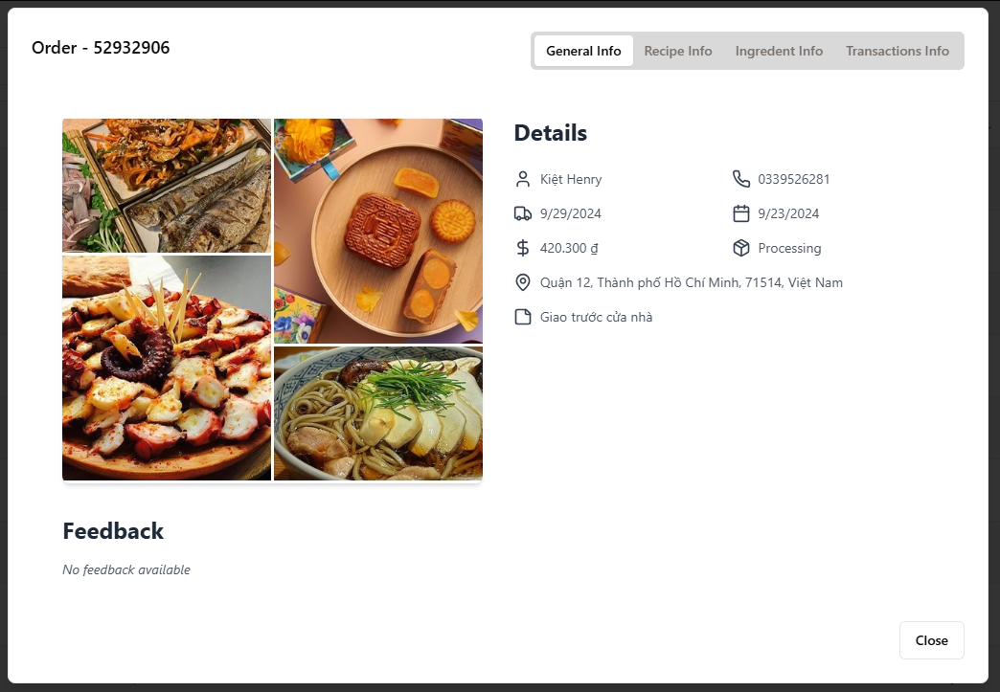 Order - 52932906
General Info
Recipe Info
Ingredent Info
Transactions Info
Details
Kiệt Henry
0339526281
9/29/2024
9/23/2024
420.300 ₫
Processing
Quận 12, Thành phố Hồ Chí Minh, 71514, Việt Nam
Giao trước cửa nhà
Feedback
No feedback available
Close